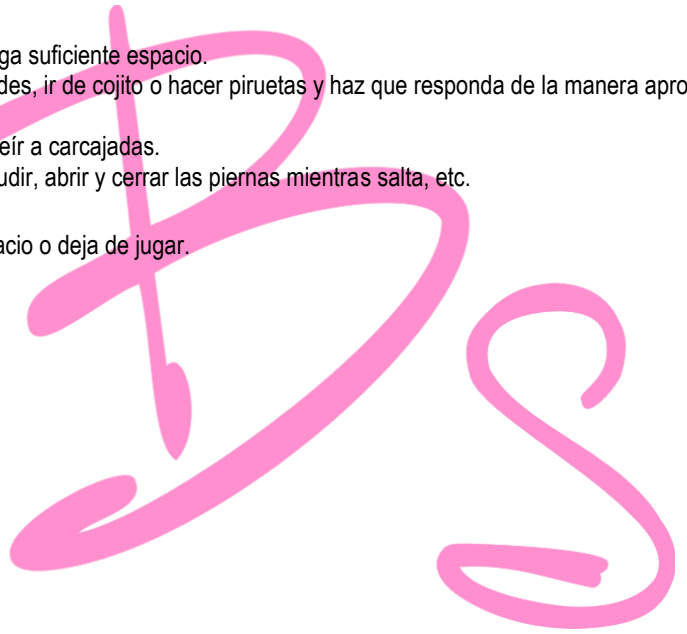 ga suficiente espacio.
des, ir de cojito o hacer piruetas y haz que responda de la manera apro
eír a carcajadas.
udir, abrir y cerrar las piernas mientras salta, etc.
acio o deja de jugar.
BS